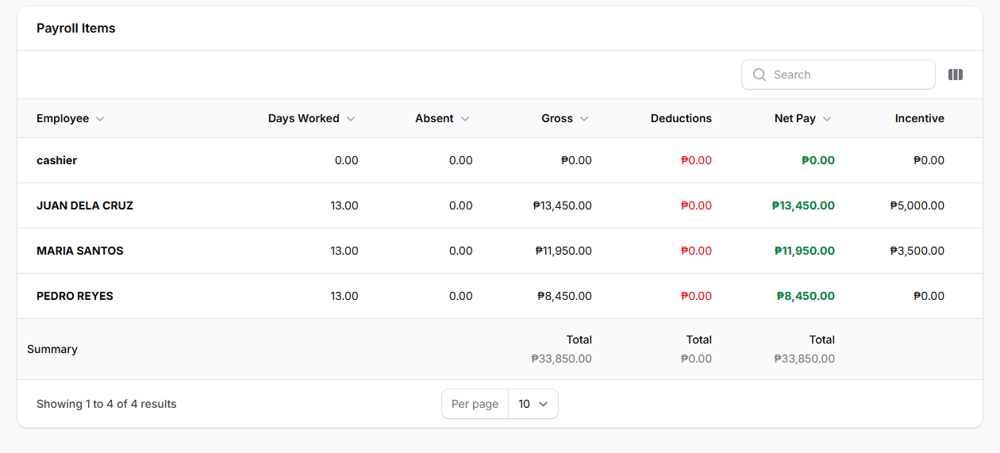 Payroll Items
Search
Employee Days Worked Absent Gross Deductions Net Pay Incentive
cashier 0.00 0.00 ₱0.00 ₱0.00 ₱0.00 ₱0.00
JUAN DELA CRUZ 13.00 0.00 ₱13,450.00 ₱0.00 ₱13,450.00 ₱5,000.00
MARIA SANTOS 13.00 0.00 ₱11,950.00 ₱0.00 ₱11,950.00 ₱3,500.00
PEDRO REYES 13.00 0.00 ₱8,450.00 ₱0.00 ₱8,450.00 ₱0.00
Total Total Total
Summary
₱33,850.00 ₱0.00 ₱33,850.00
Showing 1 to 4 of 4 results Per page 10